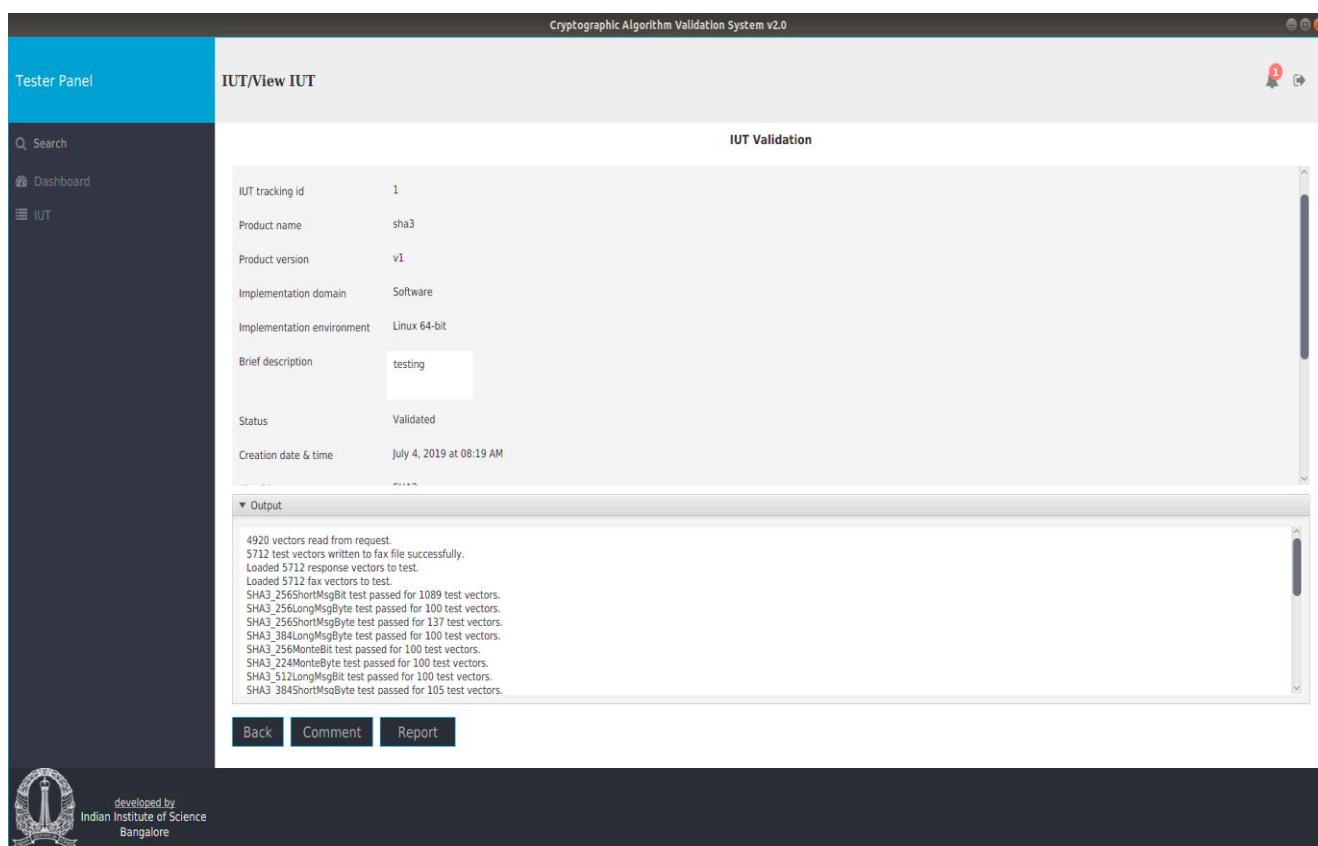 Cryptographic Algorithm Validation System v2.0
Tester Panel
IUT/View IUT
1
Search
Dashboard
IUT
IUT Validation
IUT tracking id 1
Product name sha3
Product version v1
Implementation domain Software
Implementation environment Linux 64-bit
Brief description testing
Status Validated
Creation date & time July 4, 2019 at 08:19 AM
Output
4920 vectors read from request.
5712 test vectors written to fax file successfully.
Loaded 5712 response vectors to test.
Loaded 5712 fax vectors to test.
SHA3_256ShortMsgBit test passed for 1089 test vectors.
SHA3_256LongMsgByte test passed for 100 test vectors.
SHA3_256ShortMsgByte test passed for 137 test vectors.
SHA3_384LongMsgByte test passed for 100 test vectors.
SHA3_256MonteBit test passed for 100 test vectors.
SHA3_224MonteByte test passed for 100 test vectors.
SHA3_512LongMsgBit test passed for 100 test vectors.
SHA3_384ShortMsgByte test passed for 105 test vectors.
Back Comment Report
developed by
Indian Institute of Science
Bangalore